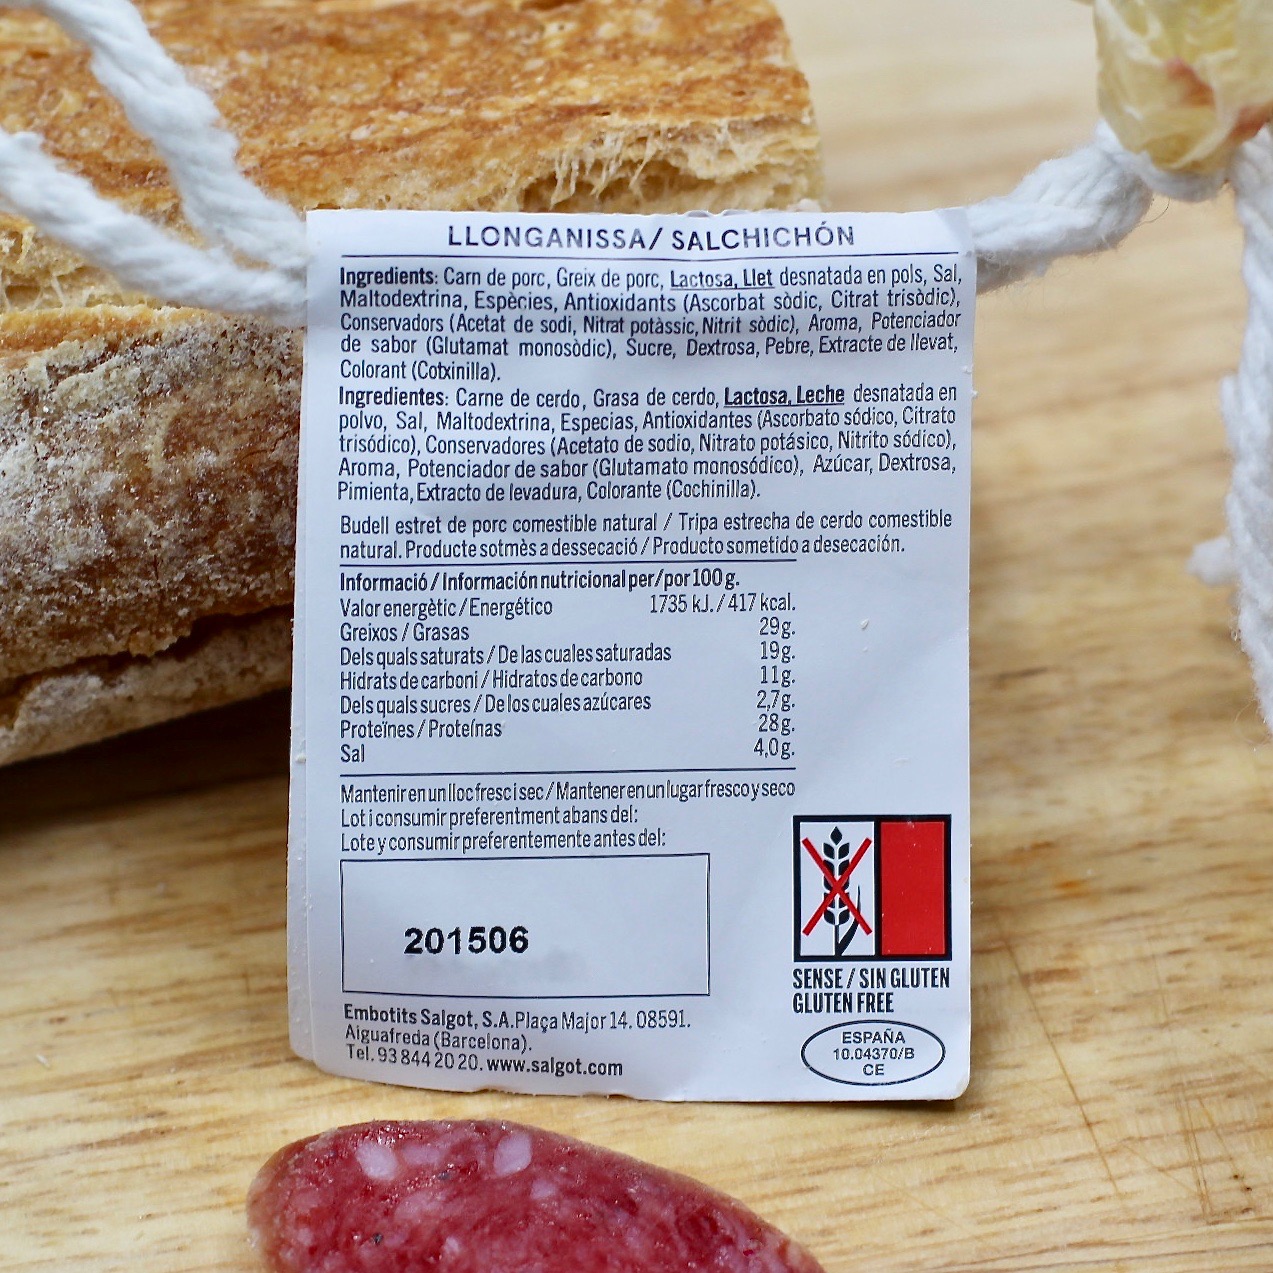 LLONGANISSA/ SALCHICHÓN
Ingredients: Carn de porc, Greix de porc, Lactosa, Llet desnatada en pols, Sal,
Maltodextrina, Espècies, Antioxidants (Ascorbat sòdic, Citrat trisòdic),
Conservadors (Acetat de sodi, Nitrat potàssic, Nitrit sòdic), Aroma, Potenciador
de sabor (Glutamat monosòdic), Sucre, Dextrosa, Pebre, Extracte de llevat,
Colorant (Cotxinilla).
Ingredientes: Carne de cerdo, Grasa de cerdo, Lactosa, Leche desnatada en
polvo, Sal, Maltodextrina, Especias, Antioxidantes (Ascorbato sódico, Citrato
trisódico), Conservadores (Acetato de sodio, Nitrato potásico, Nitrito sódico),
Aroma, Potenciador de sabor (Glutamato monosódico), Azúcar, Dextrosa,
Pimienta, Extracto de levadura, Colorante (Cochinilla).
Budell estret de porc comestible natural / Tripa estrecha de cerdo comestible
natural. Producte sotmès a dessecació / Producto sometido a desecación.
Informació / Información nutricional per/por 100 g.
Valor energètic / Energético 1735 kJ. / 417 kcal.
Greixos / Grasas 29g.
Dels quals saturats / De las cuales saturadas 19g.
Hidrats de carboni / Hidratos de carbono 11g.
Dels quals sucres / De los cuales azúcares 2,7g.
Proteïnes / Proteínas 28g.
Sal 4,0g.
Mantenir en un lloc fresc i sec / Mantener en un lugar fresco y seco
Lot i consumir preferentment abans del:
Lote y consumir preferentemente antes del:
201506
SENSE / SIN GLUTEN
GLUTEN FREE
Embotits Salgot, S.A. Plaça Major 14. 08591.
Aiguafreda (Barcelona).
Tel. 93 844 20 20. www.salgot.com
ESPAÑA
10.04370/B
CE